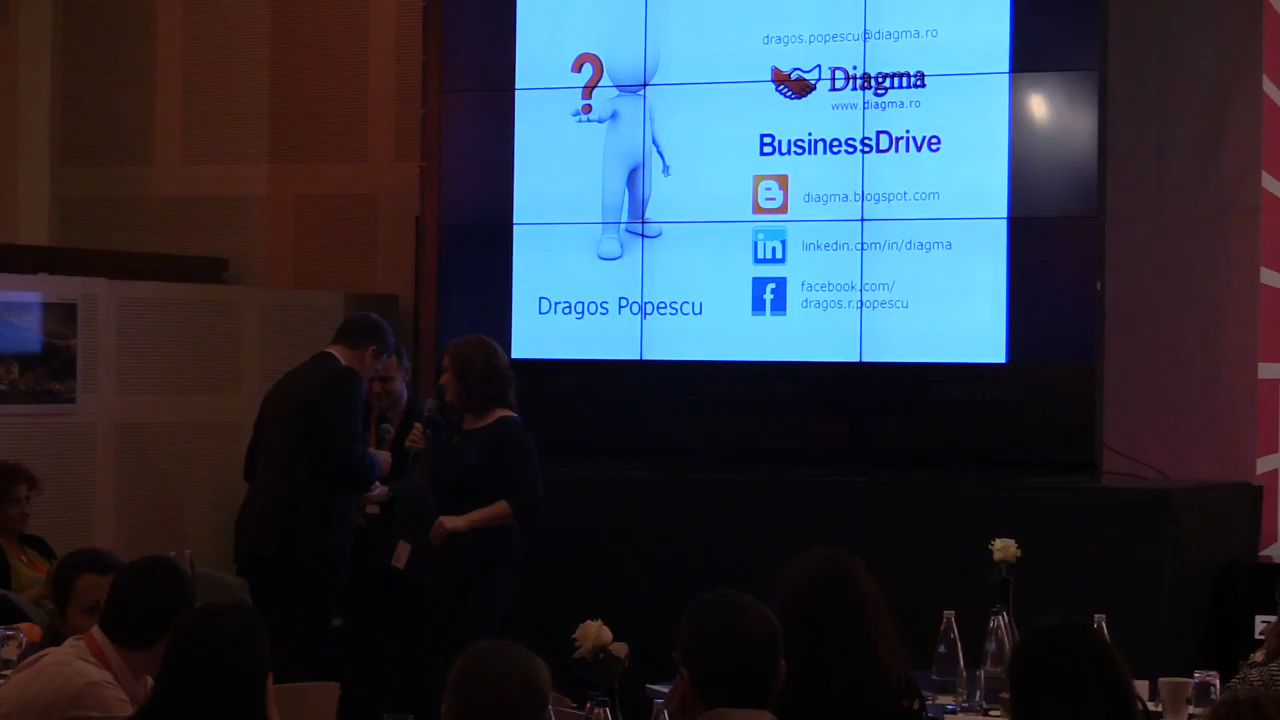 ?
dragos.popescu@diagma.ro
Diagma
www.diagma.ro
BusinessDrive
diagma.blogspot.com
in
linkedin.com/in/diagma
f
facebook.com/
dragos.r.popescu
Dragos Popescu